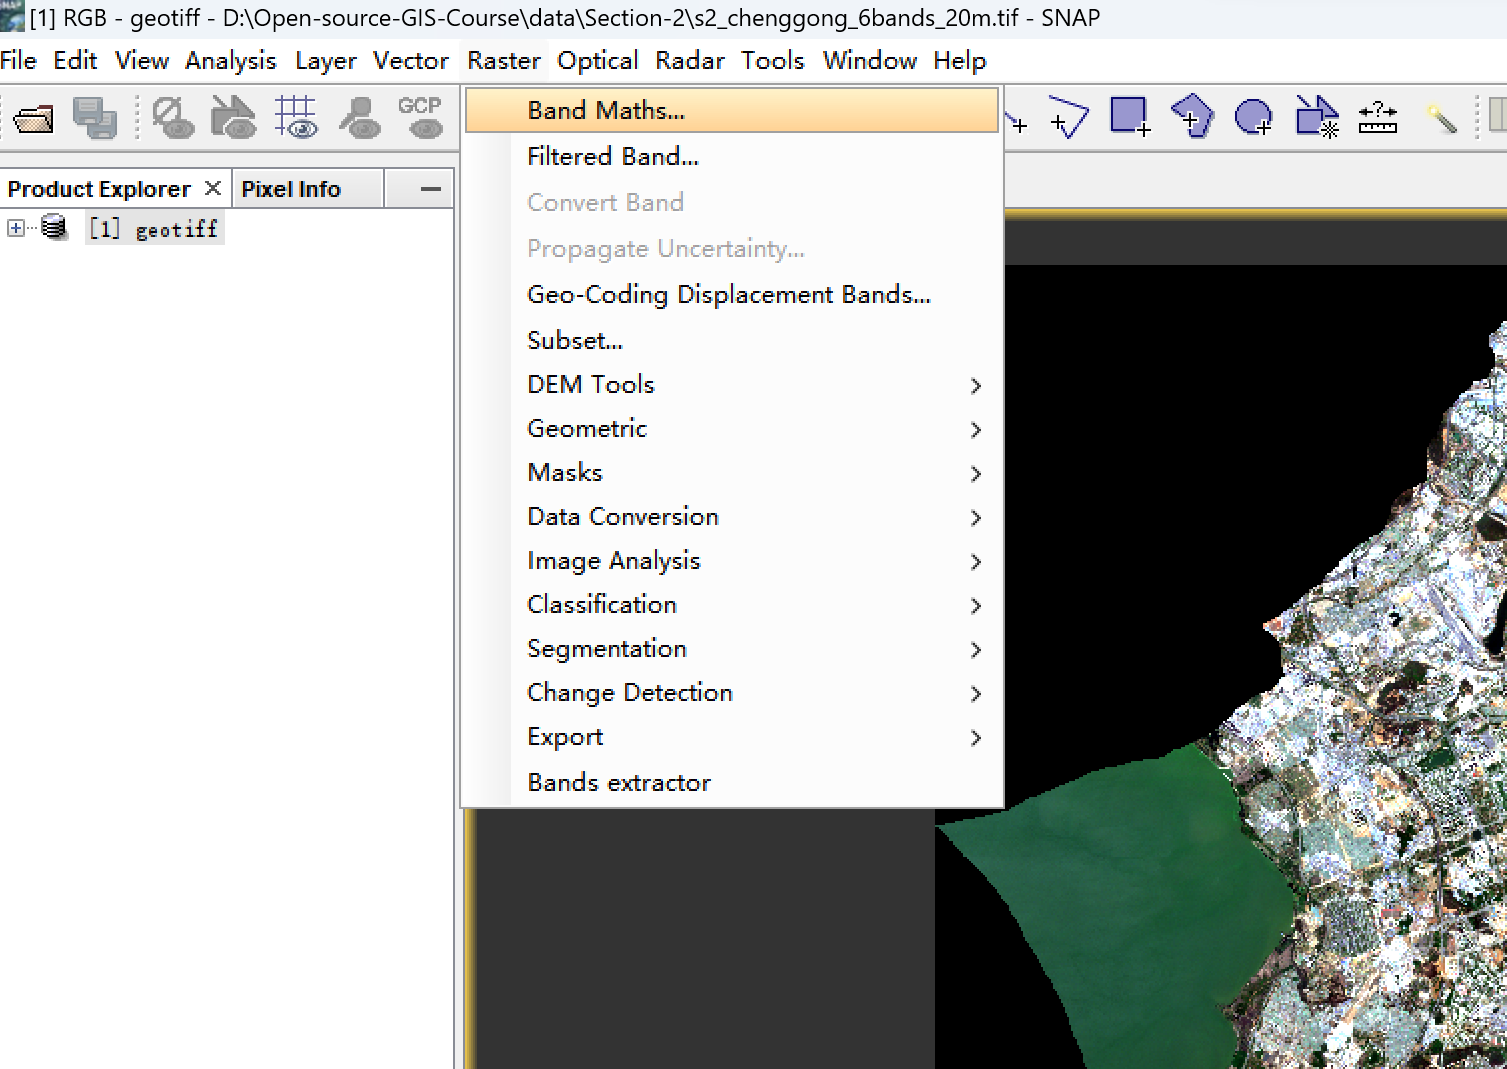 [1] RGB - geotiff - D:\Open-source-GIS-Course\data\Section-2\s2_chenggong_6bands_20m.tif - SNAP
File Edit View Analysis Layer Vector Raster Optical Radar Tools Window Help
GCP
Band Maths...
Filtered Band...
Convert Band
Propagate Uncertainty...
Geo-Coding Displacement Bands...
Subset...
DEM Tools
Geometric
Masks
Data Conversion
Image Analysis
Classification
Segmentation
Change Detection
Export
Bands extractor
Product Explorer Pixel Info
[1] geotiff